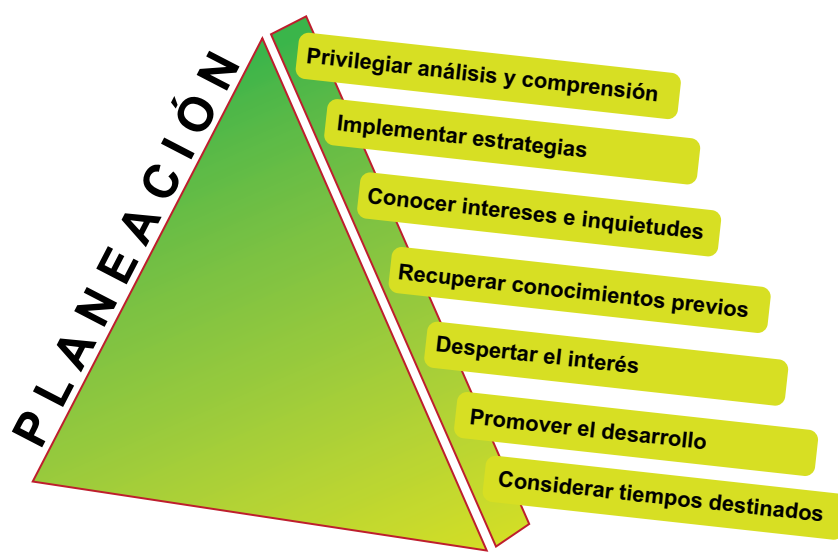 PLANEACIÓN
Privilegiar análisis y comprensión
Implementar estrategias
Conocer intereses e inquietudes
Recuperar conocimientos previos
Despertar el interés
Promover el desarrollo
Considerar tiempos destinados